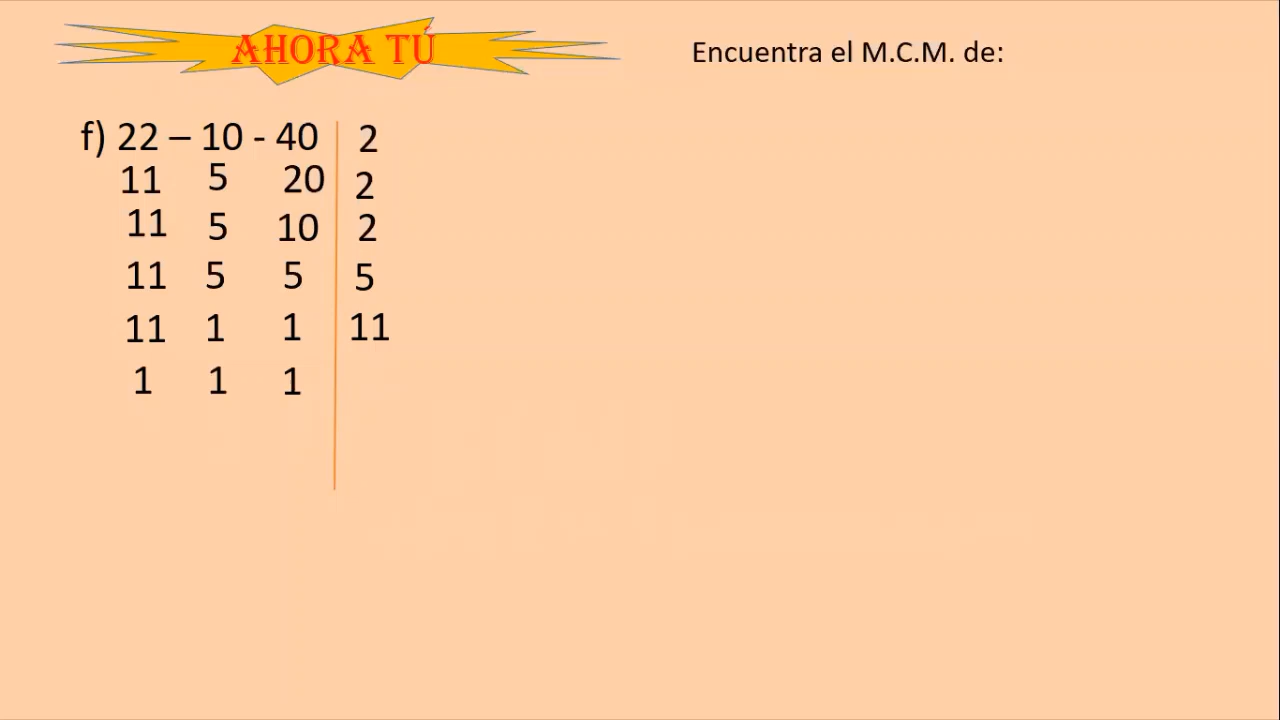 AHORA TÚ
Encuentra el M.C.M. de:
f) 22 – 10 - 40 2
11 5 20 2
11 5 10 2
11 5 5 5
11 1 1 11
1 1 1